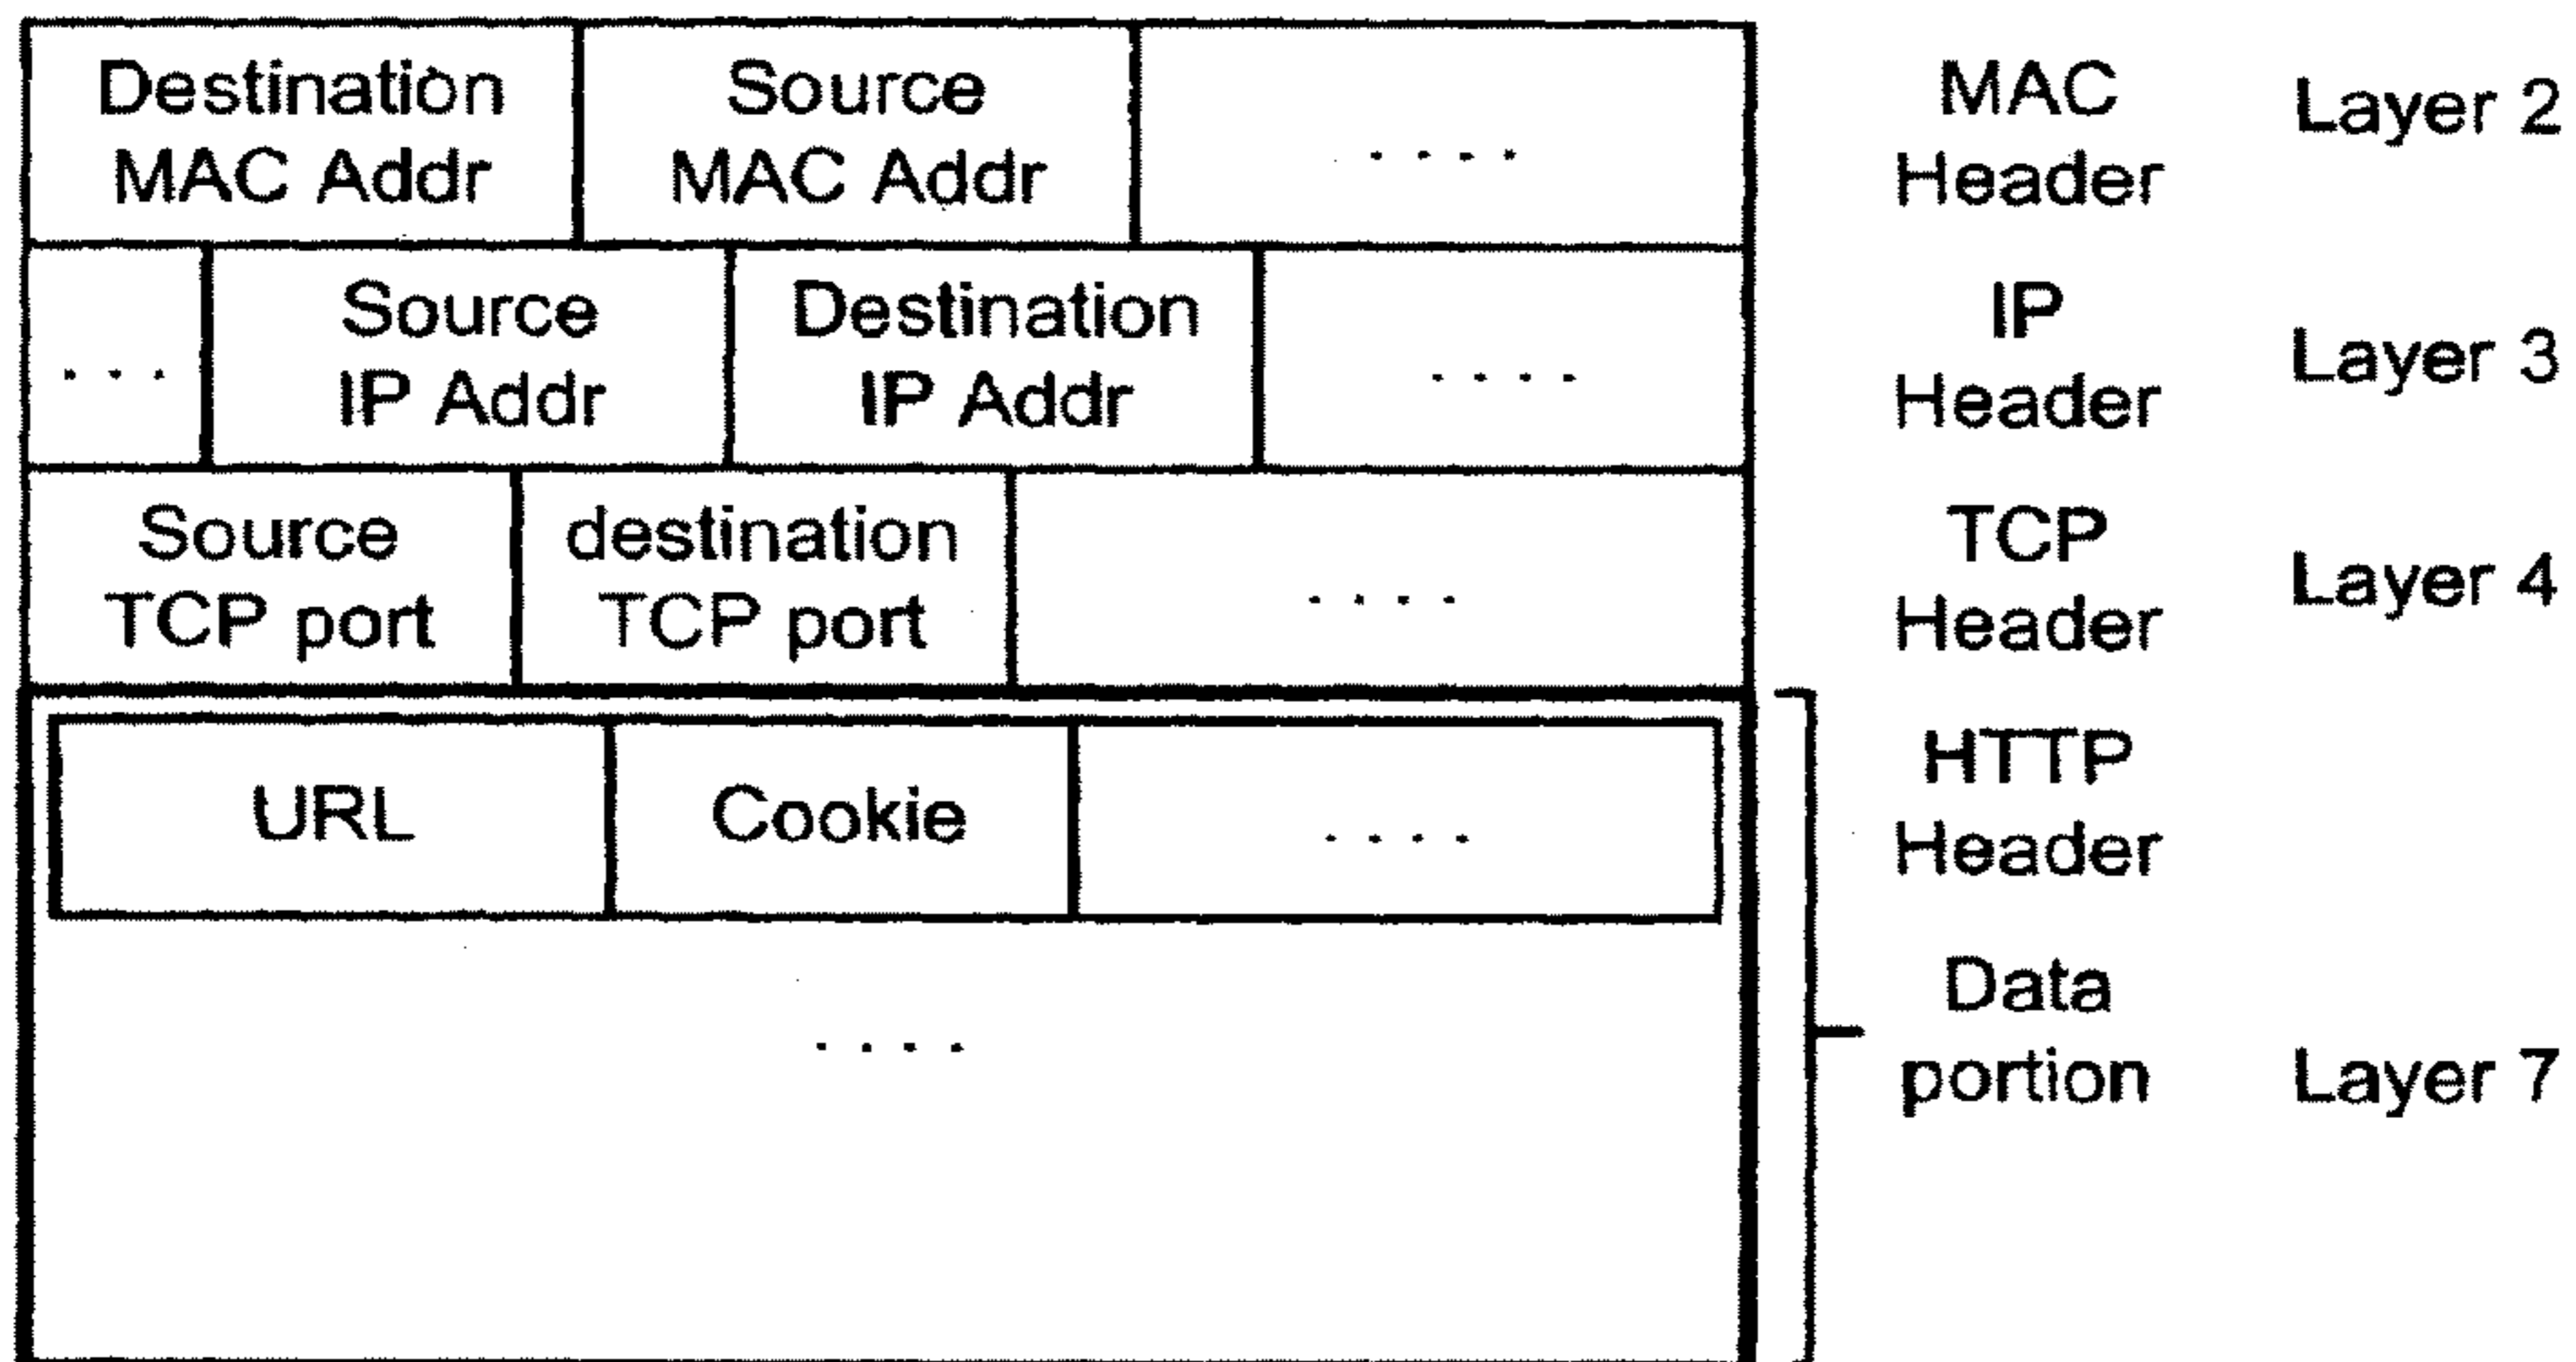 Destination
MAC Addr
Source
MAC Addr
. . . .
MAC
Header
Layer 2
. . .
Source
IP Addr
Destination
IP Addr
. . . .
IP
Header
Layer 3
Source
TCP port
destination
TCP port
. . . .
TCP
Header
Layer 4
URL
Cookie
. . . .
HTTP
Header
. . . .
Data
portion
Layer 7